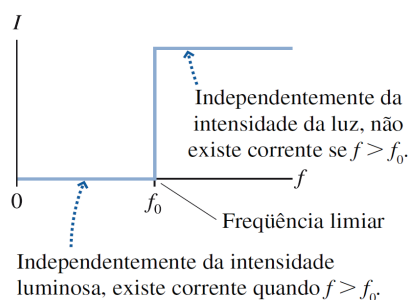 I
Independentemente da
intensidade da luz, não
existe corrente se f > f₀.
0
f₀
f
Freqüência limiar
Independentemente da intensidade
luminosa, existe corrente quando f > f₀.